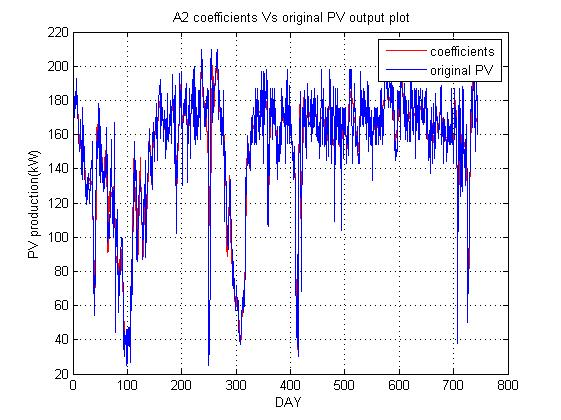 A2 coefficients Vs original PV output plot
220
200
180
160
140
120
100
80
60
40
20
PV production(kW)
coefficients
original PV
0 100 200 300 400 500 600 700 800
DAY